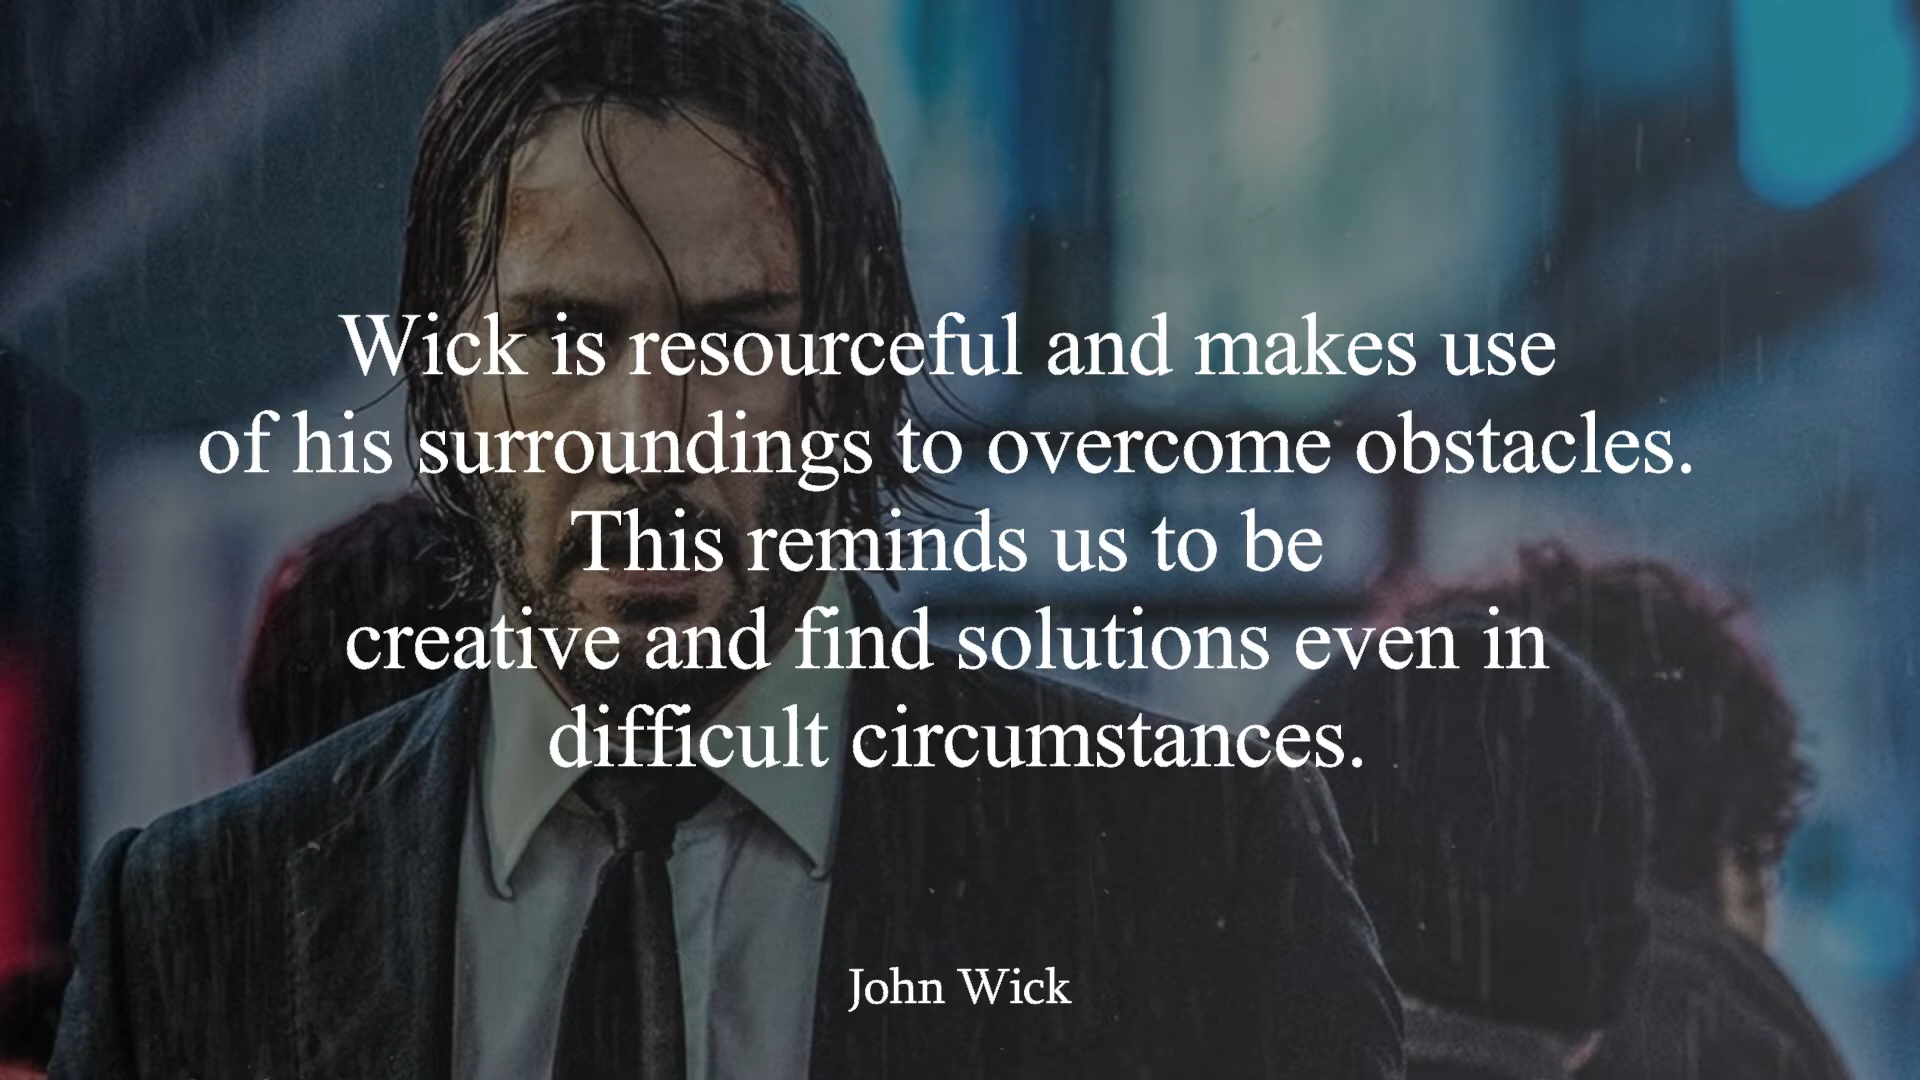 Wick is resourceful and makes use
of his surroundings to overcome obstacles.
This reminds us to be
creative and find solutions even in
difficult circumstances.
John Wick